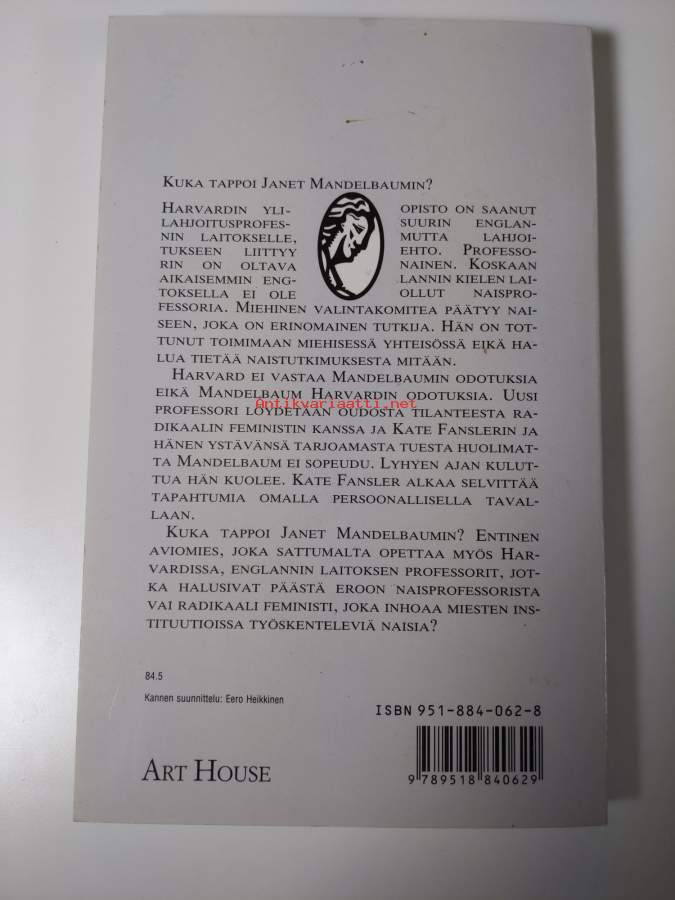 KUKA TAPPOI JANET MANDELBAUMIN?
HARVARDIN YLI- OPISTO ON SAANUT
LAHJOITUSPROFES- SUURIN ENGLAN-
NIN LAITOKSELLE, MUTTA LAHJOI-
TUKSEEN LIITTYY EHTO. PROFESSO-
RIN ON OLTAVA NAINEN. KOSKAAN
AIKAISEMMIN ENG- LANNIN KIELEN LAI-
TOKSELLA EI OLE OLLUT NAISPRO-
FESSORIA. MIEHINEN VALINTAKOMITEA PÄÄTYY NAI-
SEEN, JOKA ON ERINOMAINEN TUTKIJA. HÄN ON TOT-
TUNUT TOIMIMAAN MIEHISESSÄ YHTEISÖSSÄ EIKÄ HA-
LUA TIETÄÄ NAISTUTKIMUKSESTA MITÄÄN.
HARVARD EI VASTAA MANDELBAUMIN ODOTUKSIA
EIKÄ MANDELBAUM HARVARDIN ODOTUKSIA. UUSI
Antikvariaatti.net
PROFESSORI LÖYDETÄÄN OUDOSTA TILANTEESTA RA-
DIKAALIN FEMINISTIN KANSSA JA KATE FANSLERIN JA
HÄNEN YSTÄVÄNSÄ TARJOAMASTA TUESTA HUOLIMAT-
TA MANDELBAUM EI SOPEUDU. LYHYEN AJAN KULUT-
TUA HÄN KUOLEE. KATE FANSLER ALKAA SELVITTÄÄ
TAPAHTUMIA OMALLA PERSOONALLISELLA TAVAL-
LAAN.
KUKA TAPPOI JANET MANDELBAUMIN? ENTINEN
AVIOMIES, JOKA SATTUMALTA OPETTAA MYÖS HAR-
VARDISSA, ENGLANNIN LAITOKSEN PROFESSORIT, JOT-
KA HALUSIVAT PÄÄSTÄ EROON NAISPROFESSORISTA
VAI RADIKAALI FEMINISTI, JOKA INHOAA MIESTEN INS-
TITUUTIOISSA TYÖSKENTELEVIÄ NAISIA?
84.5
Kannen suunnittelu: Eero Heikkinen
ISBN 951-884-062-8
ART HOUSE
9 789518 840629